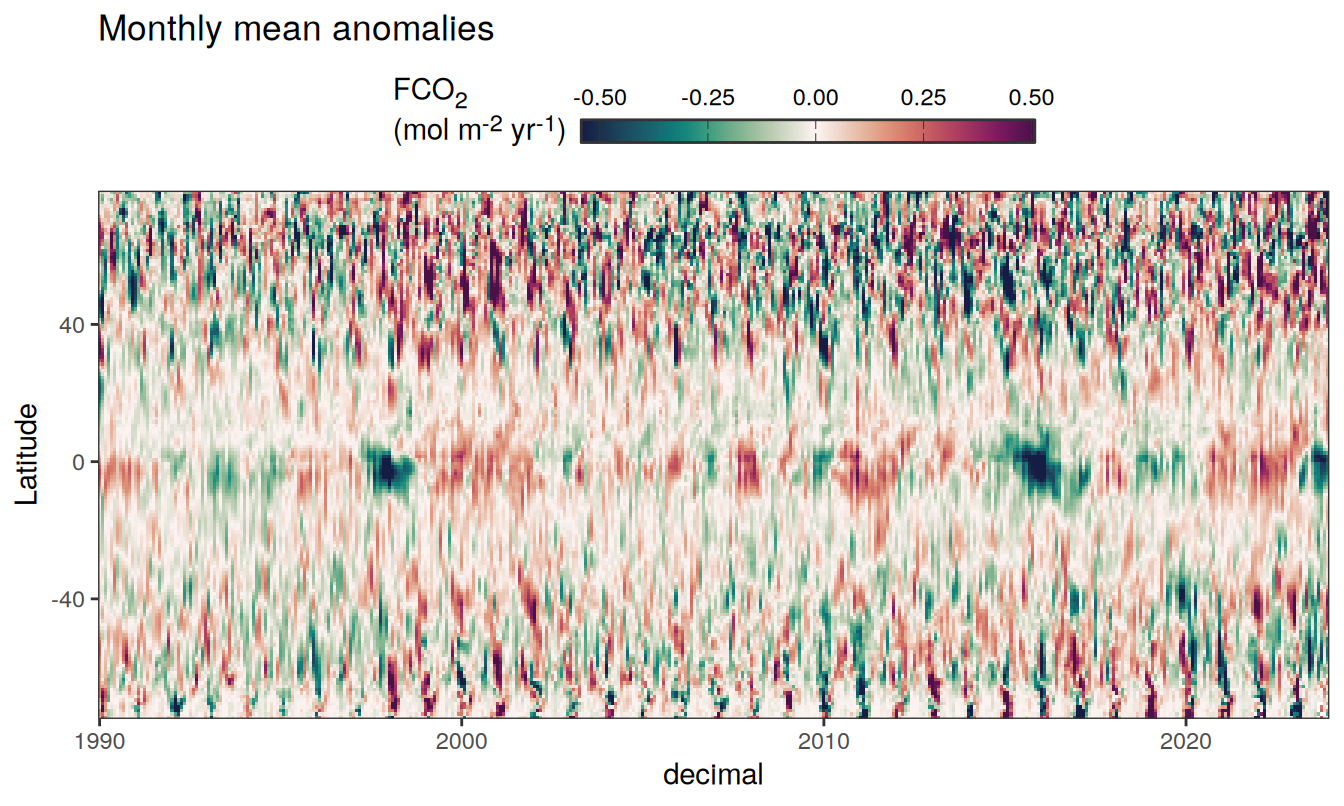 Monthly mean anomalies
FCO₂
(mol m⁻² yr⁻¹)
-0.50 -0.25 0.00 0.25 0.50
Latitude
40
0
-40
1990 2000 2010 2020
decimal